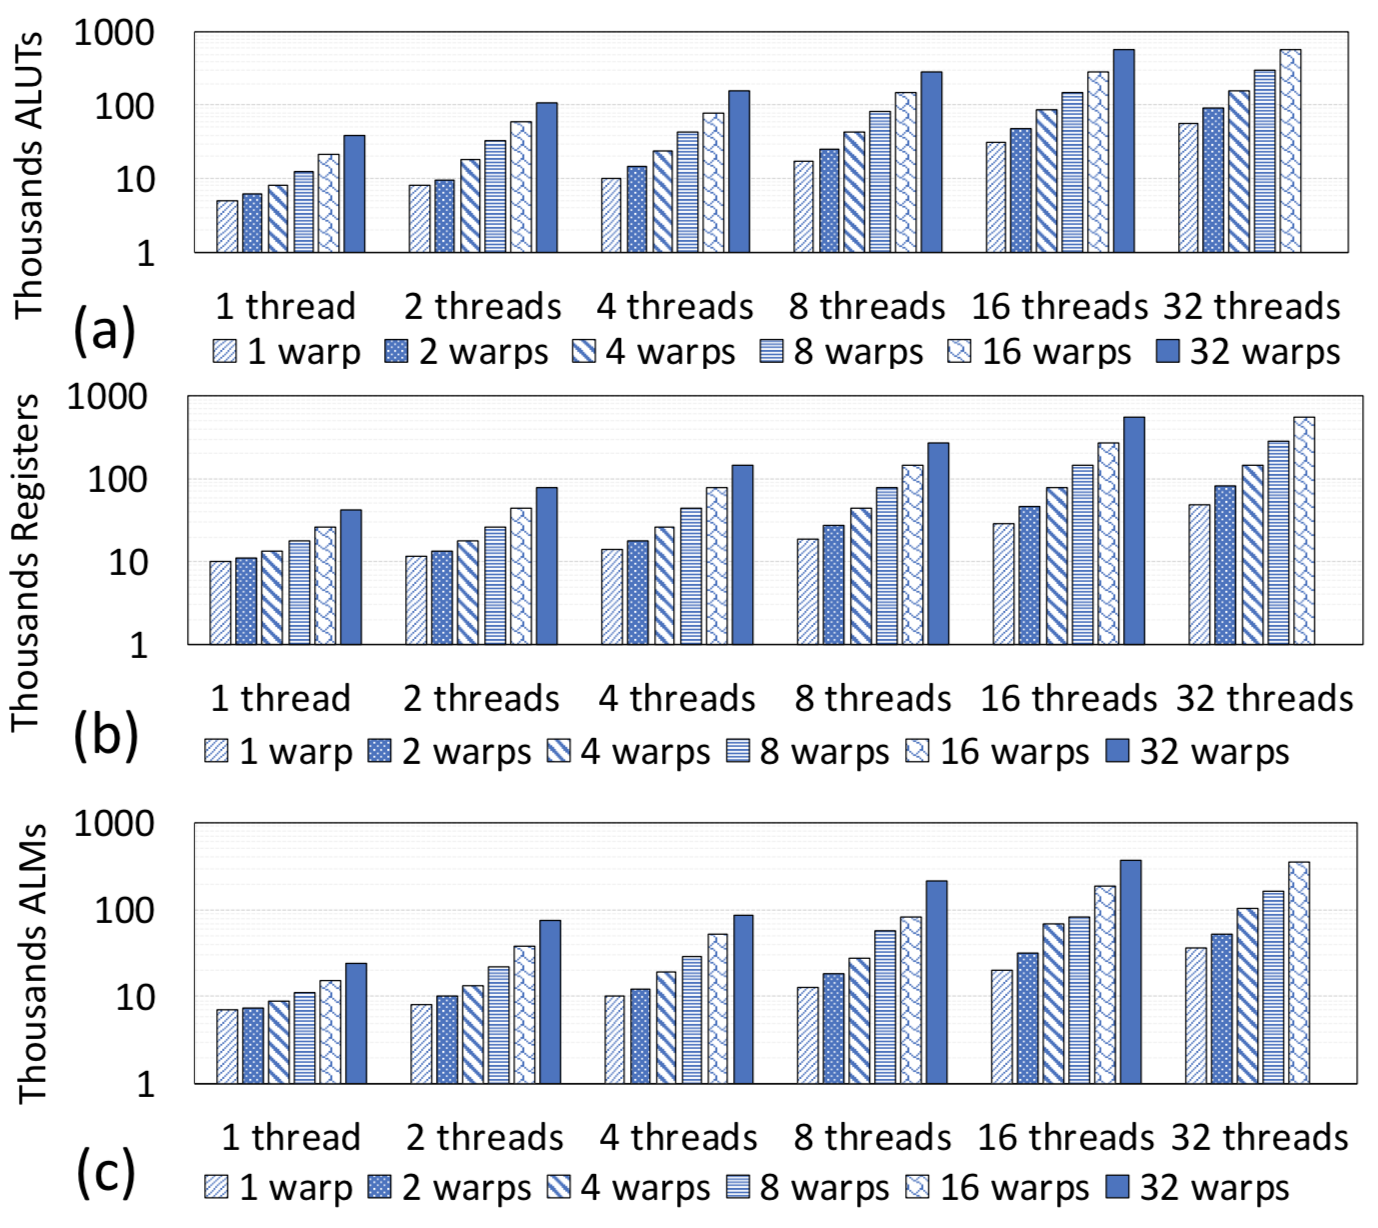 Thousands ALUTs
1000
100
10
1
1 thread 2 threads 4 threads 8 threads 16 threads 32 threads
(a)
1 warp 2 warps 4 warps 8 warps 16 warps 32 warps
Thousands Registers
1000
100
10
1
1 thread 2 threads 4 threads 8 threads 16 threads 32 threads
(b)
1 warp 2 warps 4 warps 8 warps 16 warps 32 warps
Thousands ALMs
1000
100
10
1
1 thread 2 threads 4 threads 8 threads 16 threads 32 threads
(c)
1 warp 2 warps 4 warps 8 warps 16 warps 32 warps